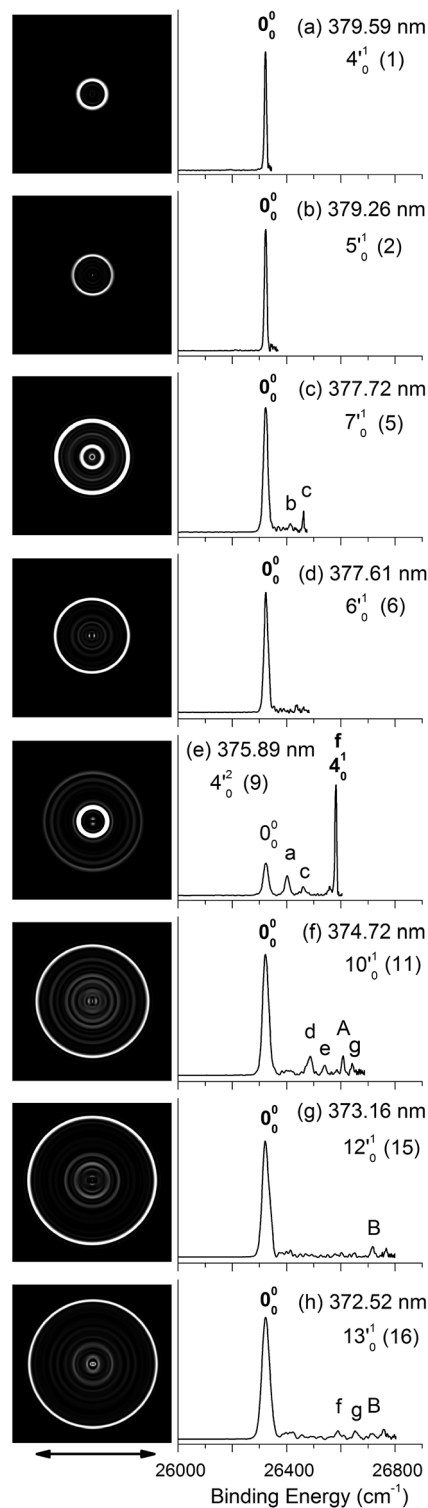 0⁰₀ (a) 379.59 nm
4'¹₀ (1)
0⁰₀ (b) 379.26 nm
5'¹₀ (2)
0⁰₀ (c) 377.72 nm
7'¹₀ (5)
b c
0⁰₀ (d) 377.61 nm
6'¹₀ (6)
(e) 375.89 nm f
4'²₀ (9) 4¹₀
0⁰₀ a c
0⁰₀ (f) 374.72 nm
10'¹₀ (11)
d e A g
0⁰₀ (g) 373.16 nm
12'¹₀ (15)
B
0⁰₀ (h) 372.52 nm
13'¹₀ (16)
f g B
26000 26400 26800
Binding Energy (cm⁻¹)